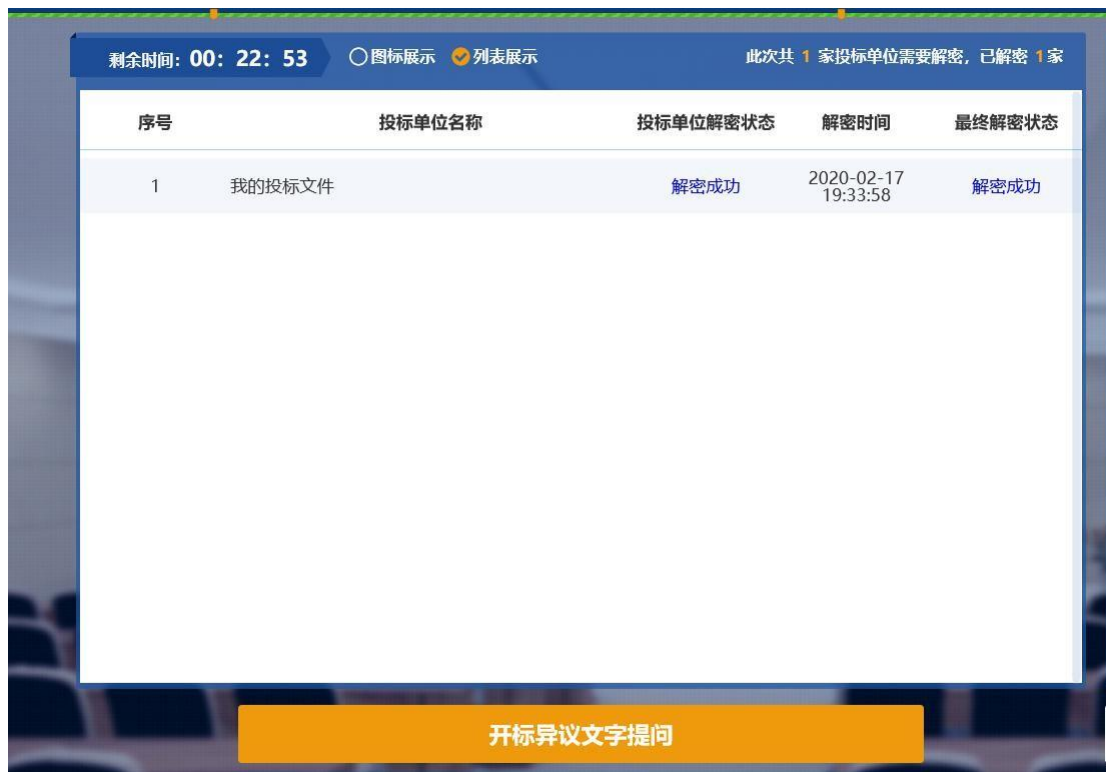 剩余时间：00：22：53 图标展示 列表展示 此次共 1 家投标单位需要解密，已解密 1家
序号 投标单位名称 投标单位解密状态 解密时间 最终解密状态
1 我的投标文件 解密成功 2020-02-17 19:33:58 解密成功
开标异议文字提问